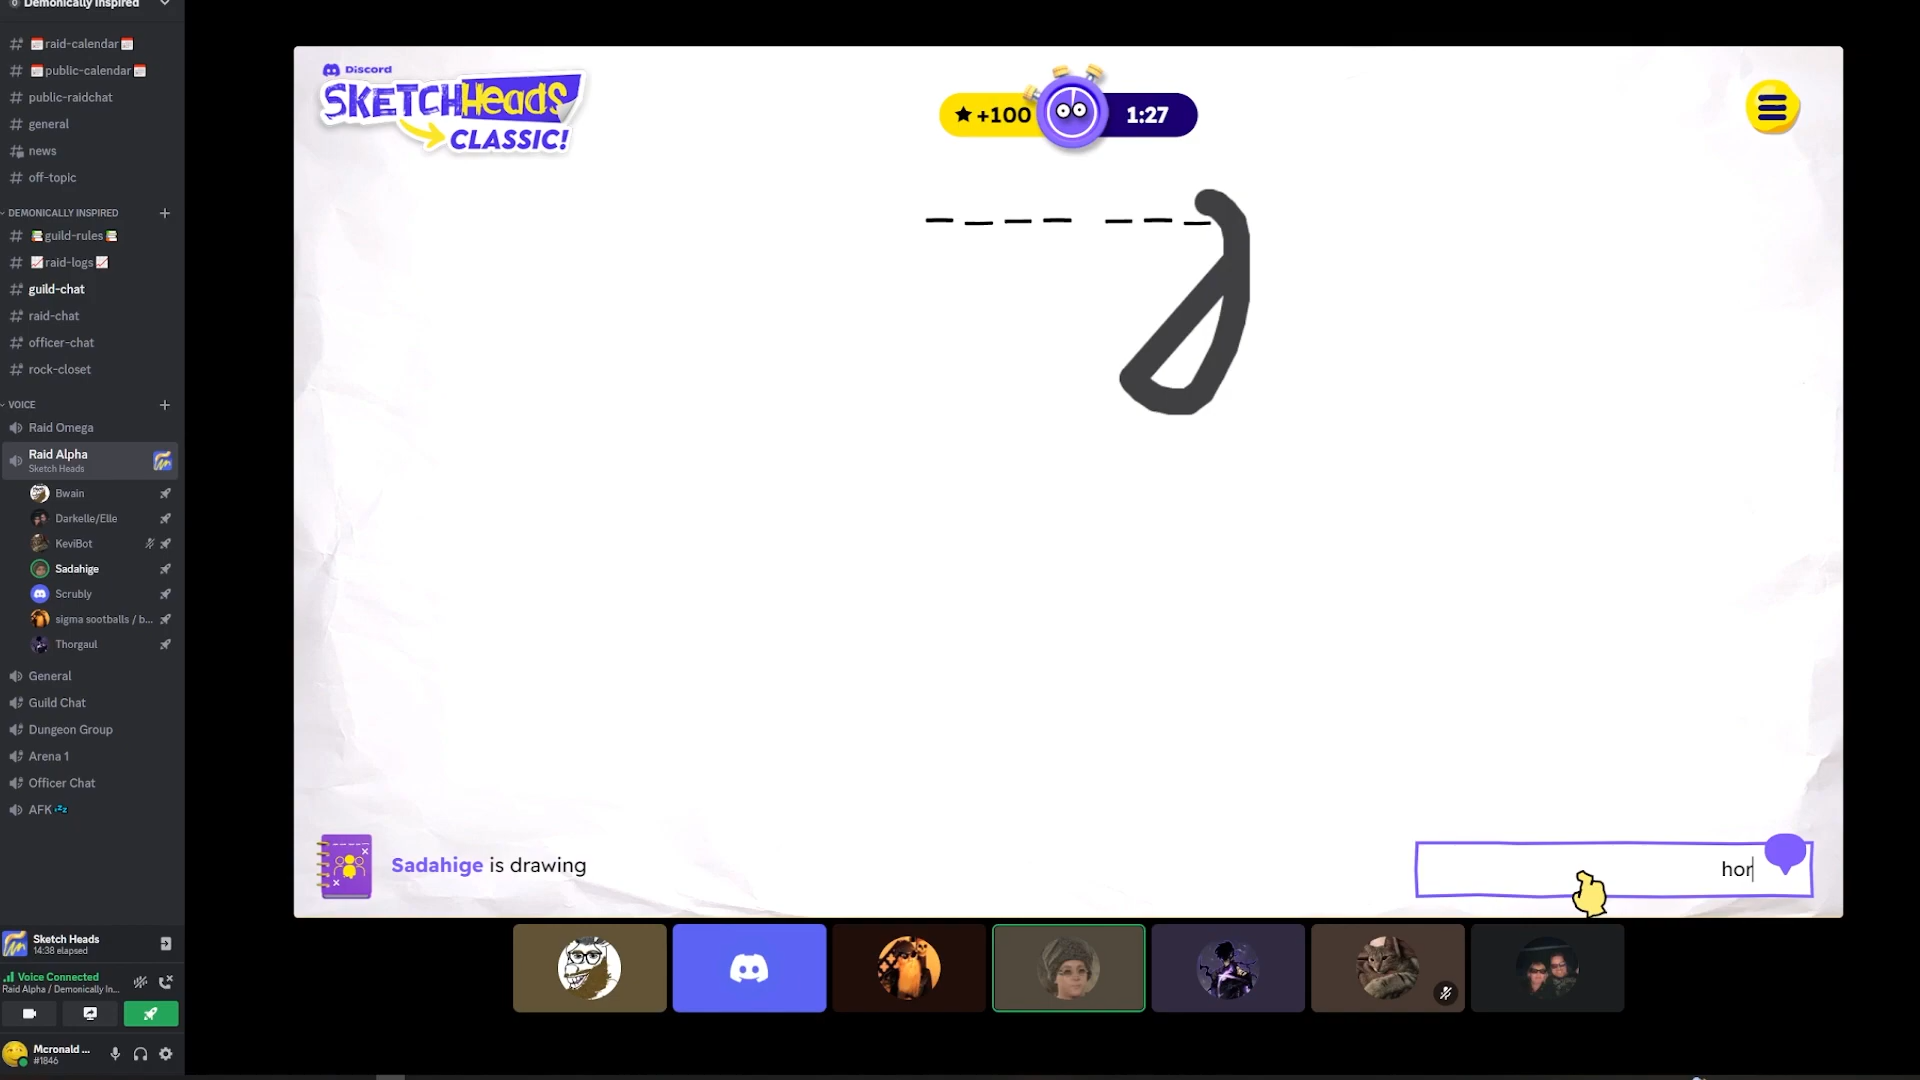 Demonically Inspired
raid-calendar
public-calendar
public-raidchat
general
news
off-topic
DEMONICALLY INSPIRED
guild-rules
raid-logs
guild-chat
raid-chat
officer-chat
rock-closet
VOICE
Raid Omega
Raid Alpha
Sketch Heads
Bwain
Darkelle/Elle
KeviBot
Sadahige
Scrubly
sigma sootballs / b...
Thorgaul
General
Guild Chat
Dungeon Group
Arena 1
Officer Chat
AFK
Sketch Heads
14:38 elapsed
Voice Connected
Raid Alpha / Demonically In...
Mcronald ...
#1846
Discord
SKETCHHeadS
CLASSIC!
+100
1:27
Sadahige is drawing
hor